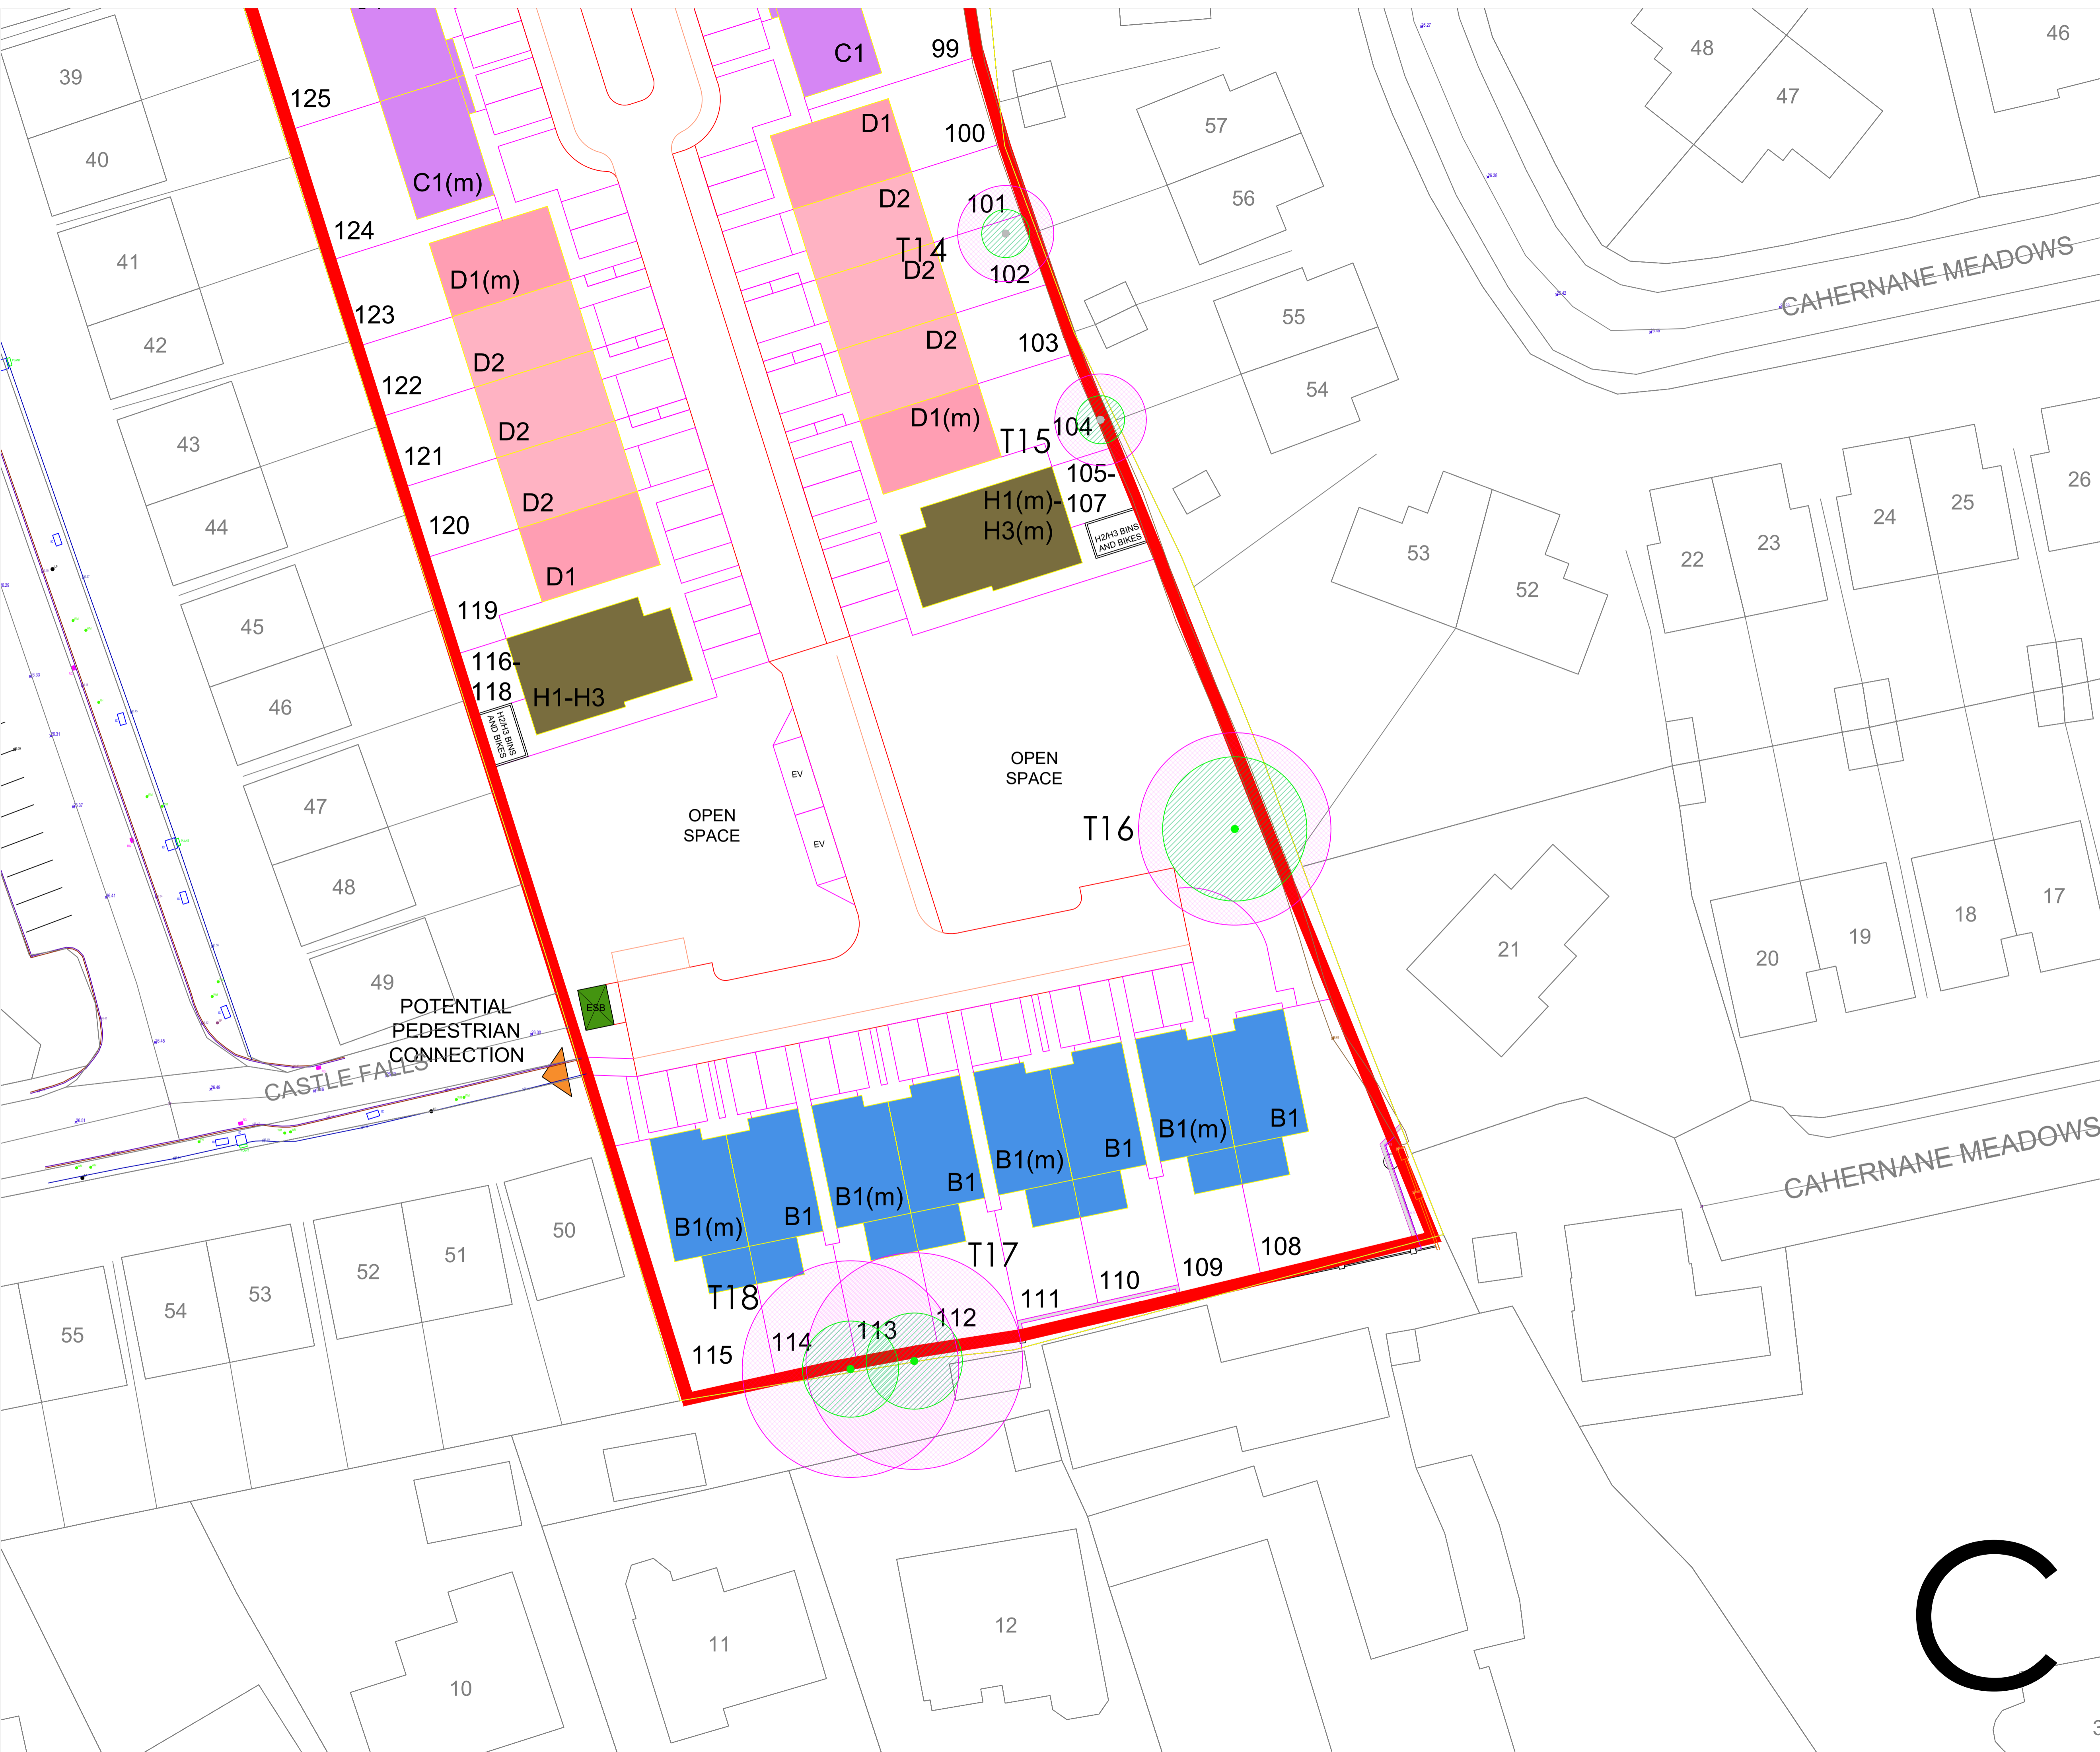 39
40
41
42
43
44
45
46
47
48
49
125
124
123
122
121
120
119
116-
118
C1
C1(m)
D1(m)
D2
D2
D2
D1
H1-H3
H2/H3 BINS
AND BIKES
99
100
101
102
103
104
105-
107
D1
D2
D2
D2
D1(m)
H1(m)-
H3(m)
H2/H3 BINS
AND BIKES
T14
T15
T16
T17
T18
57
56
55
54
53
52
48
47
46
CAHERNANE MEADOWS
22
23
24
25
26
21
20
19
18
17
CAHERNANE MEADOWS
OPEN
SPACE
OPEN
SPACE
EV
EV
ESB
POTENTIAL
PEDESTRIAN
CONNECTION
CASTLE FALLS
B1(m)
B1
B1(m)
B1
B1(m)
B1
B1(m)
B1
108
109
110
111
112
113
114
115
50
51
52
53
54
55
10
11
12
C